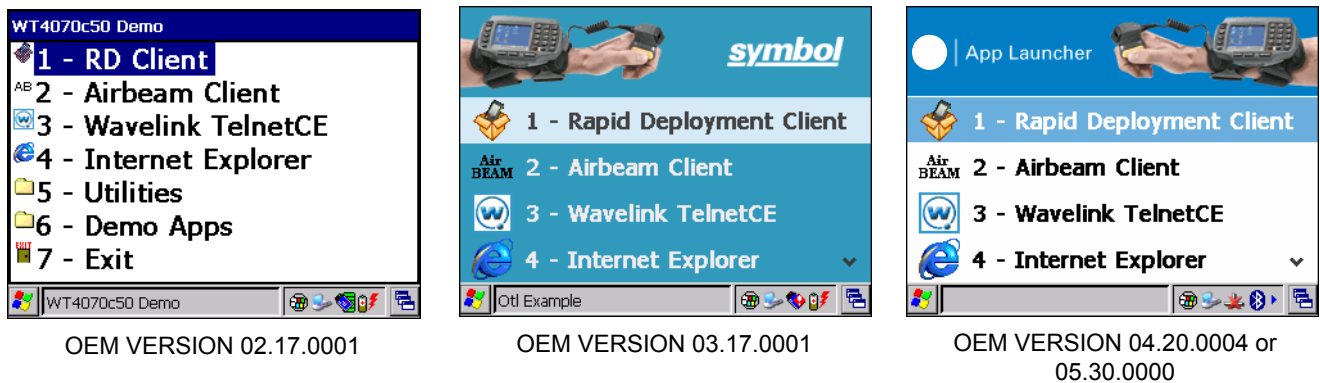 WT4070c50 Demo
1 - RD Client
AB 2 - Airbeam Client
3 - Wavelink TelnetCE
4 - Internet Explorer
5 - Utilities
6 - Demo Apps
EXIT 7 - Exit
WT4070c50 Demo
OEM VERSION 02.17.0001
symbol
1 - Rapid Deployment Client
Air BEAM 2 - Airbeam Client
3 - Wavelink TelnetCE
4 - Internet Explorer
Otl Example
OEM VERSION 03.17.0001
App Launcher
1 - Rapid Deployment Client
Air BEAM 2 - Airbeam Client
3 - Wavelink TelnetCE
4 - Internet Explorer
OEM VERSION 04.20.0004 or
05.30.0000